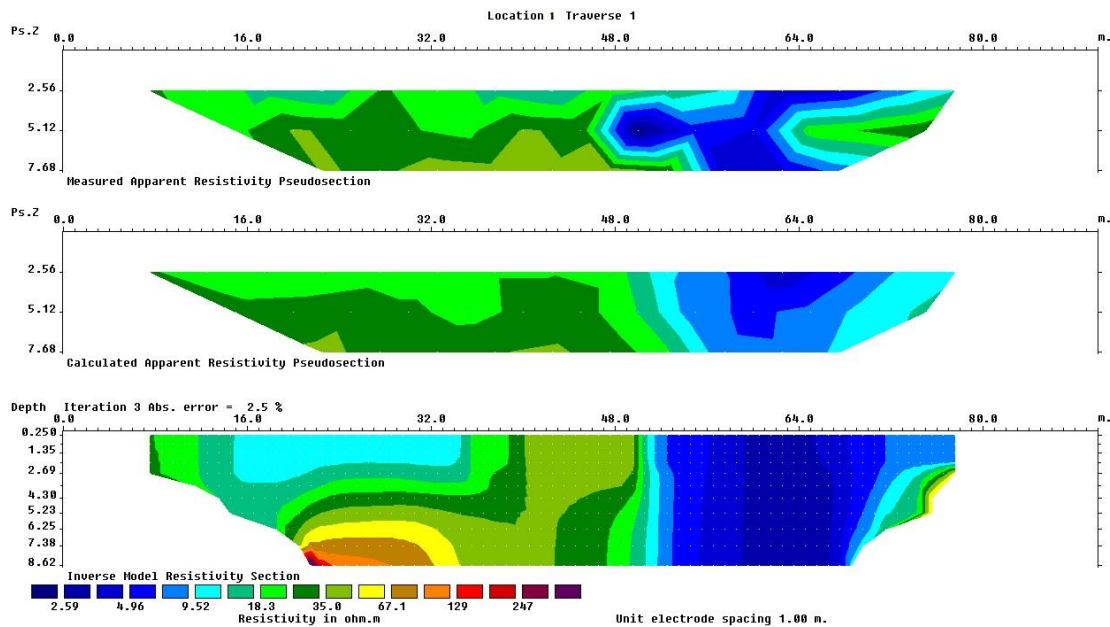 Location 1 Traverse 1
Ps.Z 0.0 16.0 32.0 48.0 64.0 80.0 m.
2.56
5.12
7.68
Measured Apparent Resistivity Pseudosection
Ps.Z 0.0 16.0 32.0 48.0 64.0 80.0 m.
2.56
5.12
7.68
Calculated Apparent Resistivity Pseudosection
Depth Iteration 3 Abs. error = 2.5 %
0.0 16.0 32.0 48.0 64.0 80.0 m.
0.250
1.35
2.69
4.30
5.23
6.25
7.38
8.62
Inverse Model Resistivity Section
2.59 4.96 9.52 18.3 35.0 67.1 129 247
Resistivity in ohm.m Unit electrode spacing 1.00 m.